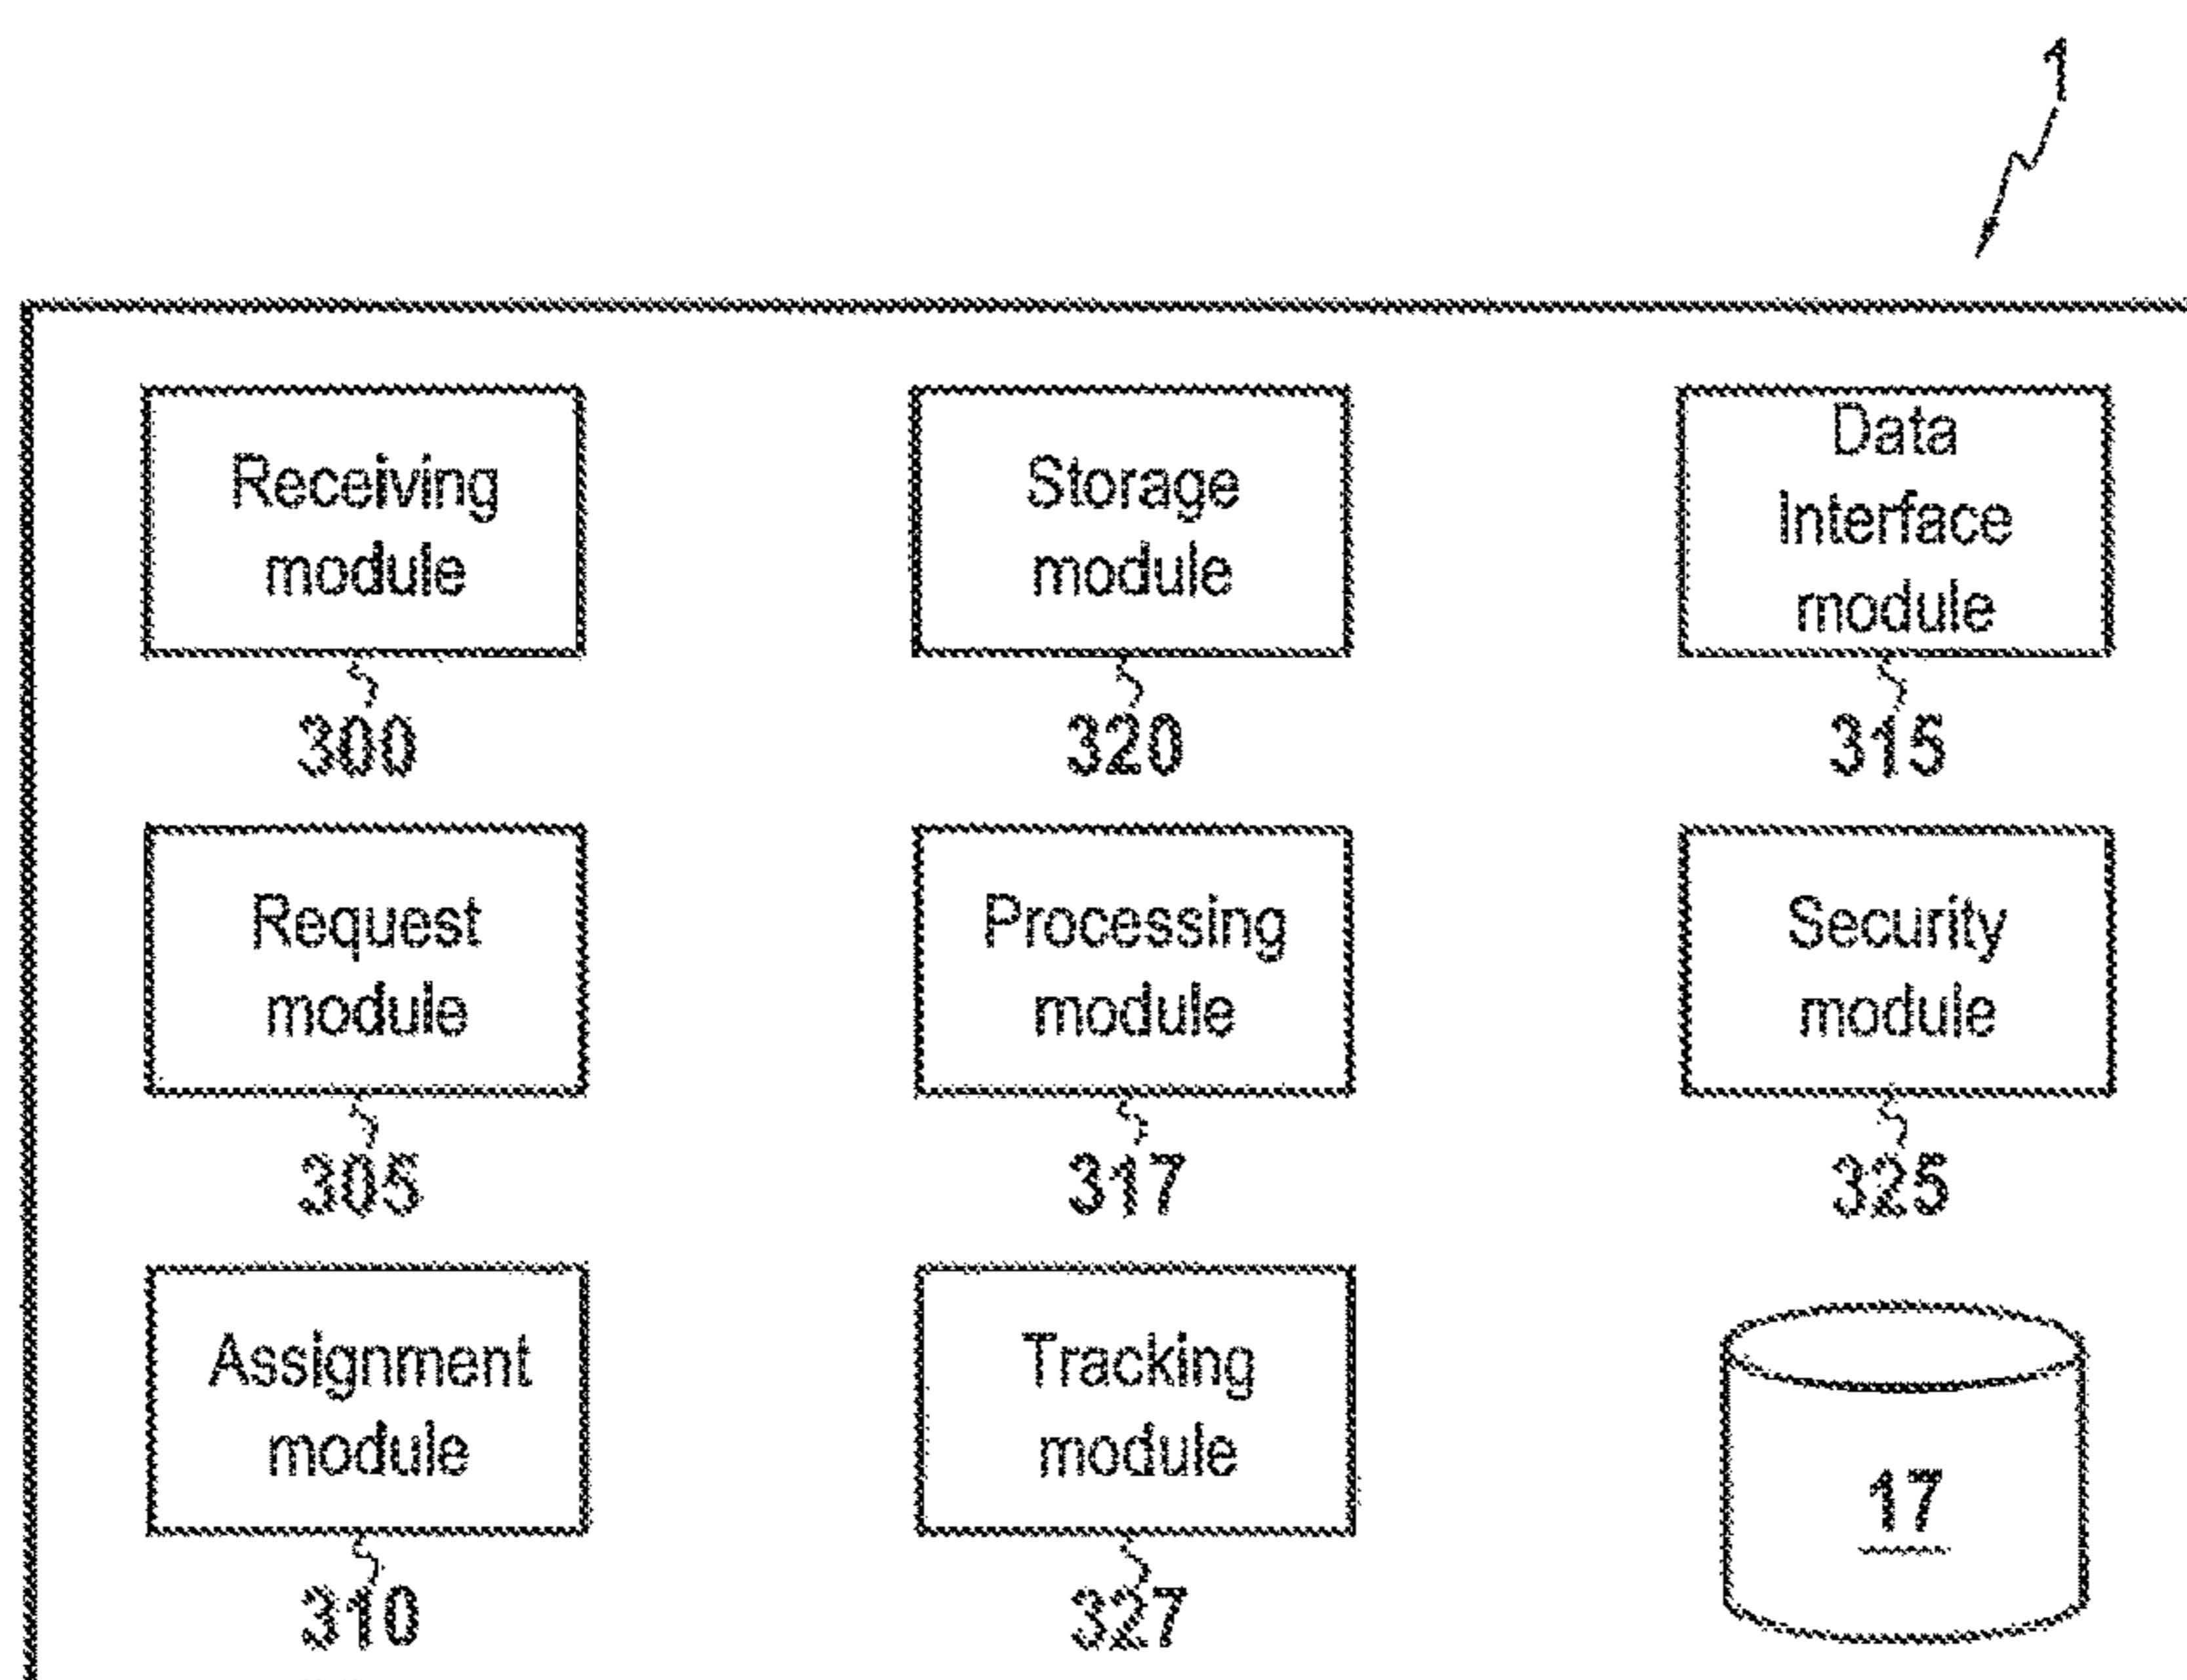 1
Receiving
module
300
Storage
module
320
Data
Interface
module
315
Request
module
305
Processing
module
317
Security
module
325
Assignment
module
310
Tracking
module
327
17